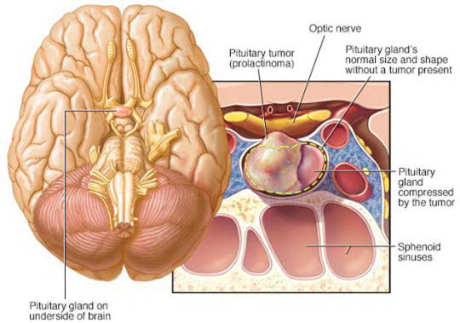 Optic nerve
Pituitary tumor
(prolactinoma)
Pituitary gland's
normal size and shape
without a tumor present
Pituitary
gland
compressed
by the tumor
Sphenoid
sinuses
Pituitary gland on
underside of brain